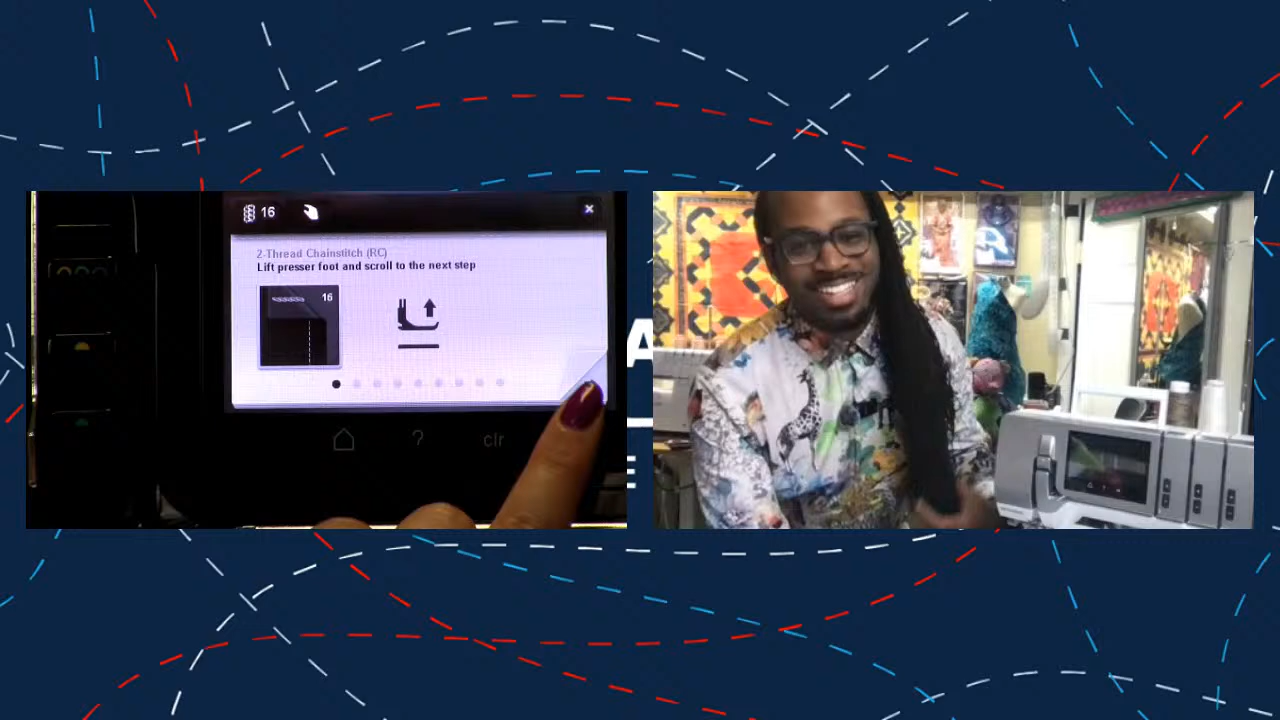 16
2-Thread Chainstitch (RC)
Lift presser foot and scroll to the next step
16
? clr
A
E